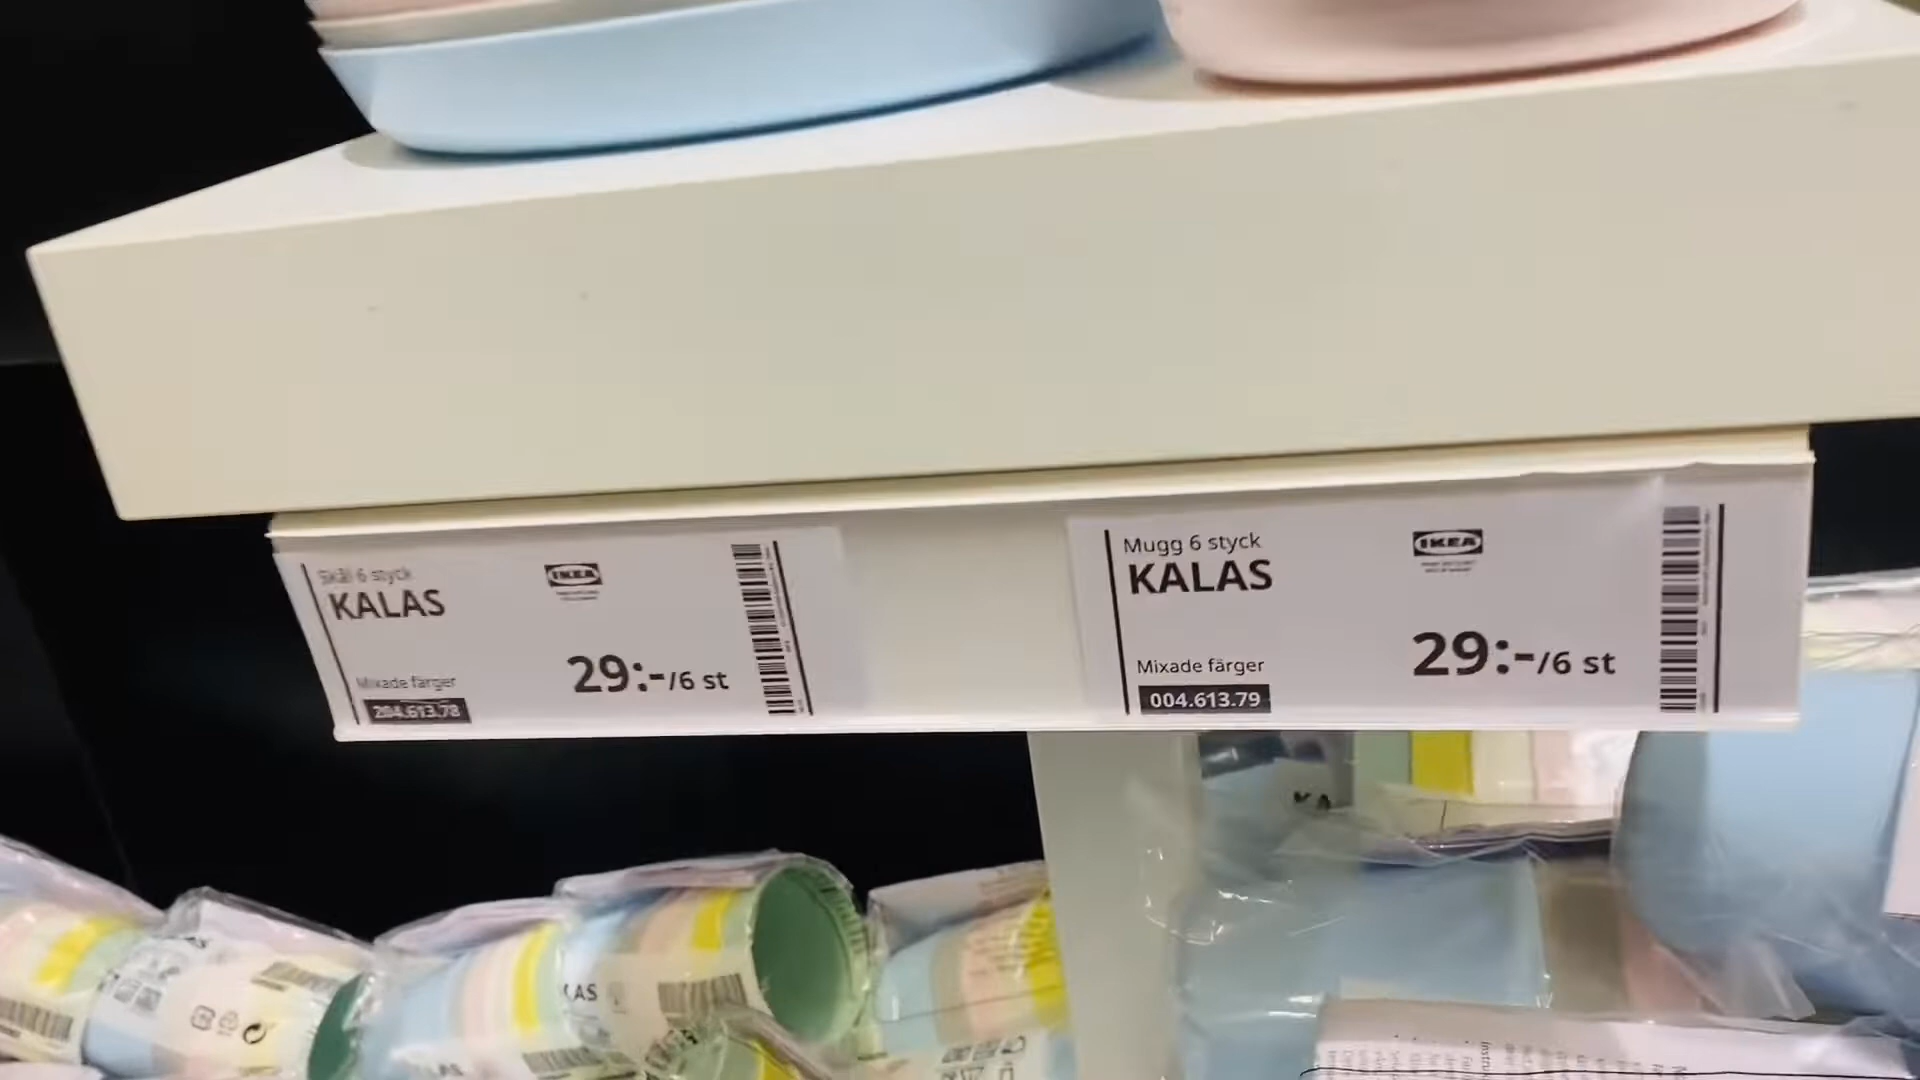 Skål 6 styck
KALAS
IKEA
29:-/6 st
Mixade färger
204.613.78
Mugg 6 styck
KALAS
IKEA
29:-/6 st
Mixade färger
004.613.79